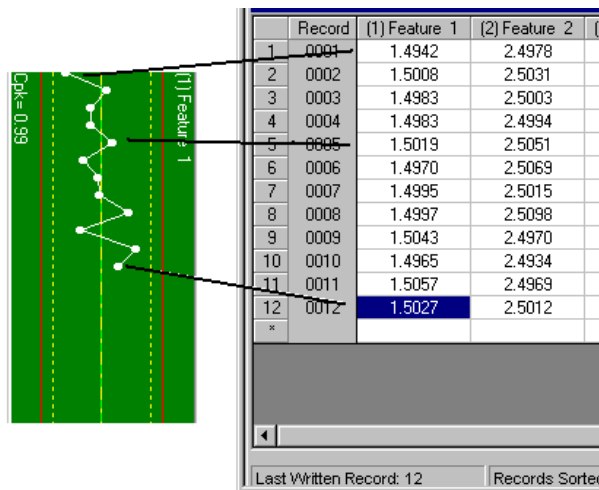 (1) Feature 1
Cpk= 0.99
Record (1) Feature 1 (2) Feature 2 (
1 0001 1.4942 2.4978
2 0002 1.5008 2.5031
3 0003 1.4983 2.5003
4 0004 1.4983 2.4994
5 0005 1.5019 2.5051
6 0006 1.4970 2.5069
7 0007 1.4995 2.5015
8 0008 1.4997 2.5098
9 0009 1.5043 2.4970
10 0010 1.4965 2.4934
11 0011 1.5057 2.4969
12 0012 1.5027 2.5012
*
Last Written Record: 12 Records Sorte